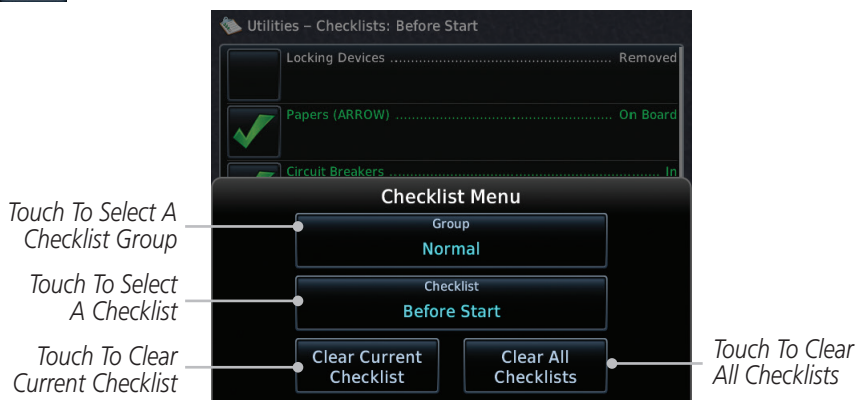 Utilities – Checklists: Before Start
Locking Devices ........................................................ Removed
Papers (ARROW) ....................................................... On Board
Circuit Breakers ................................................................. In
Checklist Menu
Touch To Select A
Checklist Group
Group
Normal
Touch To Select
A Checklist
Checklist
Before Start
Touch To Clear
Current Checklist
Clear Current
Checklist
Clear All
Checklists
Touch To Clear
All Checklists